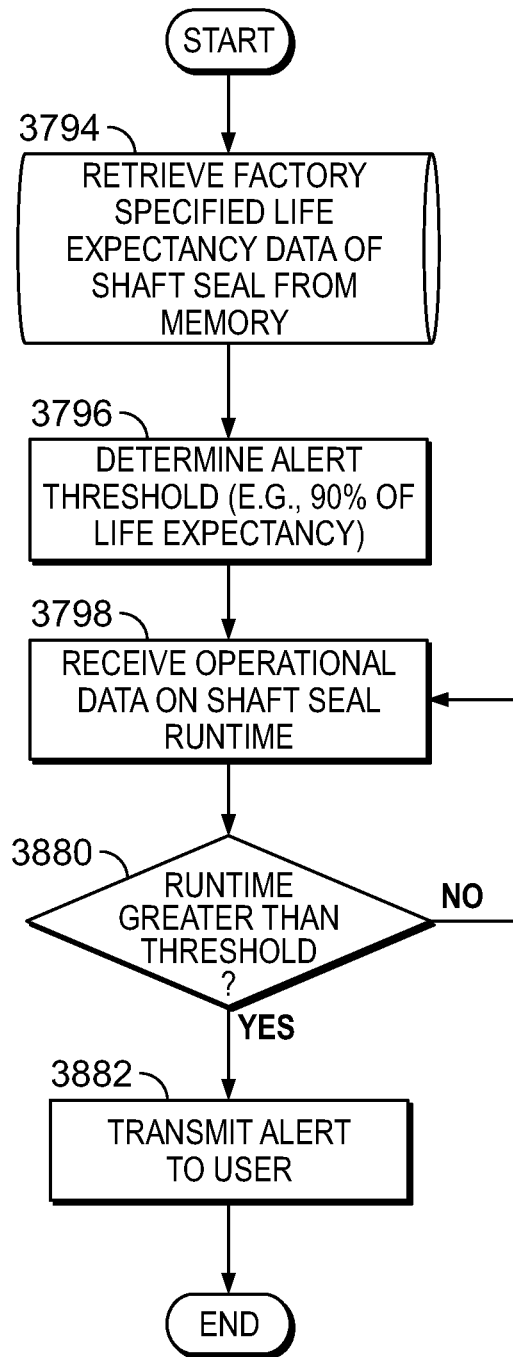 START
3794
RETRIEVE FACTORY
SPECIFIED LIFE
EXPECTANCY DATA OF
SHAFT SEAL FROM
MEMORY
3796
DETERMINE ALERT
THRESHOLD (E.G., 90% OF
LIFE EXPECTANCY)
3798
RECEIVE OPERATIONAL
DATA ON SHAFT SEAL
RUNTIME
3880
RUNTIME
GREATER THAN
THRESHOLD
?
NO
YES
3882
TRANSMIT ALERT
TO USER
END